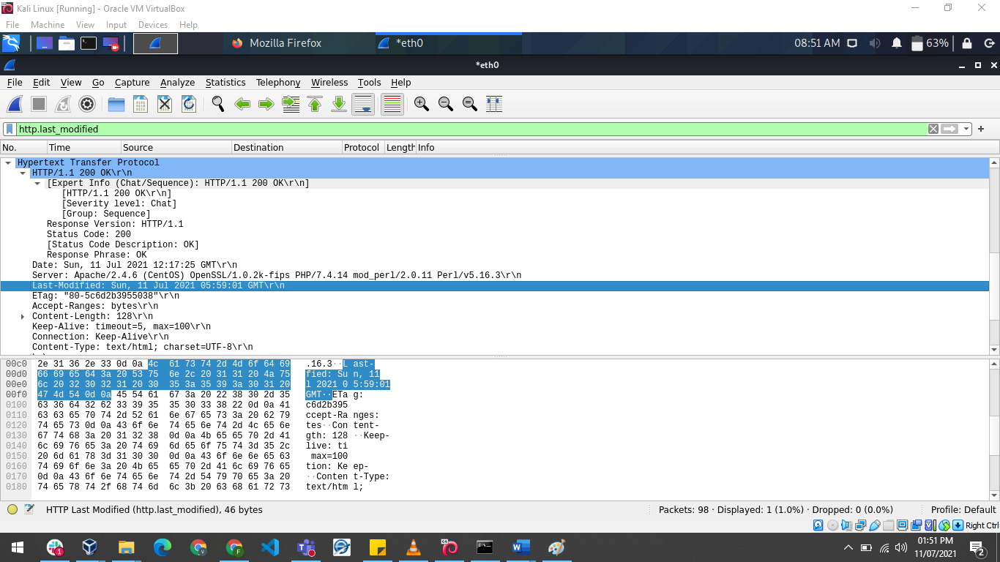 Kali Linux [Running] - Oracle VM VirtualBox
File Machine View Input Devices Help
Mozilla Firefox *eth0 08:51 AM 63%
*eth0
File Edit View Go Capture Analyze Statistics Telephony Wireless Tools Help
http.last_modified
No. Time Source Destination Protocol Length Info
Hypertext Transfer Protocol
HTTP/1.1 200 OK\r\n
[Expert Info (Chat/Sequence): HTTP/1.1 200 OK\r\n]
[HTTP/1.1 200 OK\r\n]
[Severity level: Chat]
[Group: Sequence]
Response Version: HTTP/1.1
Status Code: 200
[Status Code Description: OK]
Response Phrase: OK
Date: Sun, 11 Jul 2021 12:17:25 GMT\r\n
Server: Apache/2.4.6 (CentOS) OpenSSL/1.0.2k-fips PHP/7.4.14 mod_perl/2.0.11 Perl/v5.16.3\r\n
Last-Modified: Sun, 11 Jul 2021 05:59:01 GMT\r\n
ETag: "80-5c6d2b3955038"\r\n
Accept-Ranges: bytes\r\n
Content-Length: 128\r\n
Keep-Alive: timeout=5, max=100\r\n
Connection: Keep-Alive\r\n
Content-Type: text/html; charset=UTF-8\r\n
00c0 2e 31 36 2e 33 0d 0a 4c 61 73 74 2d 4d 6f 64 69 .16.3··L ast-
00d0 66 69 65 64 3a 20 53 75 6e 2c 20 31 31 20 4a 75 fied: Su n, 11
00e0 6c 20 32 30 32 31 20 30 35 3a 35 39 3a 30 31 20 l 2021 0 5:59:01
00f0 47 4d 54 0d 0a 45 54 61 67 3a 20 22 38 30 2d 35 GMT··ETa g:
0100 63 36 64 32 62 33 39 35 35 30 33 38 22 0d 0a 41 c6d2b395
0110 63 63 65 70 74 2d 52 61 6e 67 65 73 3a 20 62 79 ccept-Ra nges:
0120 74 65 73 0d 0a 43 6f 6e 74 65 6e 74 2d 4c 65 6e tes··Con tent-
0130 67 74 68 3a 20 31 32 38 0d 0a 4b 65 65 70 2d 41 gth: 128 ··Keep-
0140 6c 69 76 65 3a 20 74 69 6d 65 6f 75 74 3d 35 2c live: ti
0150 20 6d 61 78 3d 31 30 30 0d 0a 43 6f 6e 6e 65 63 max=100
0160 74 69 6f 6e 3a 20 4b 65 65 70 2d 41 6c 69 76 65 tion: Ke ep-
0170 0d 0a 43 6f 6e 74 65 6e 74 2d 54 79 70 65 3a 20 ··Conten t-Type:
0180 74 65 78 74 2f 68 74 6d 6c 3b 20 63 68 61 72 73 text/htm l;
HTTP Last Modified (http.last_modified), 46 bytes Packets: 98 · Displayed: 1 (1.0%) · Dropped: 0 (0.0%) Profile: Default
Right Ctrl
01:51 PM
11/07/2021